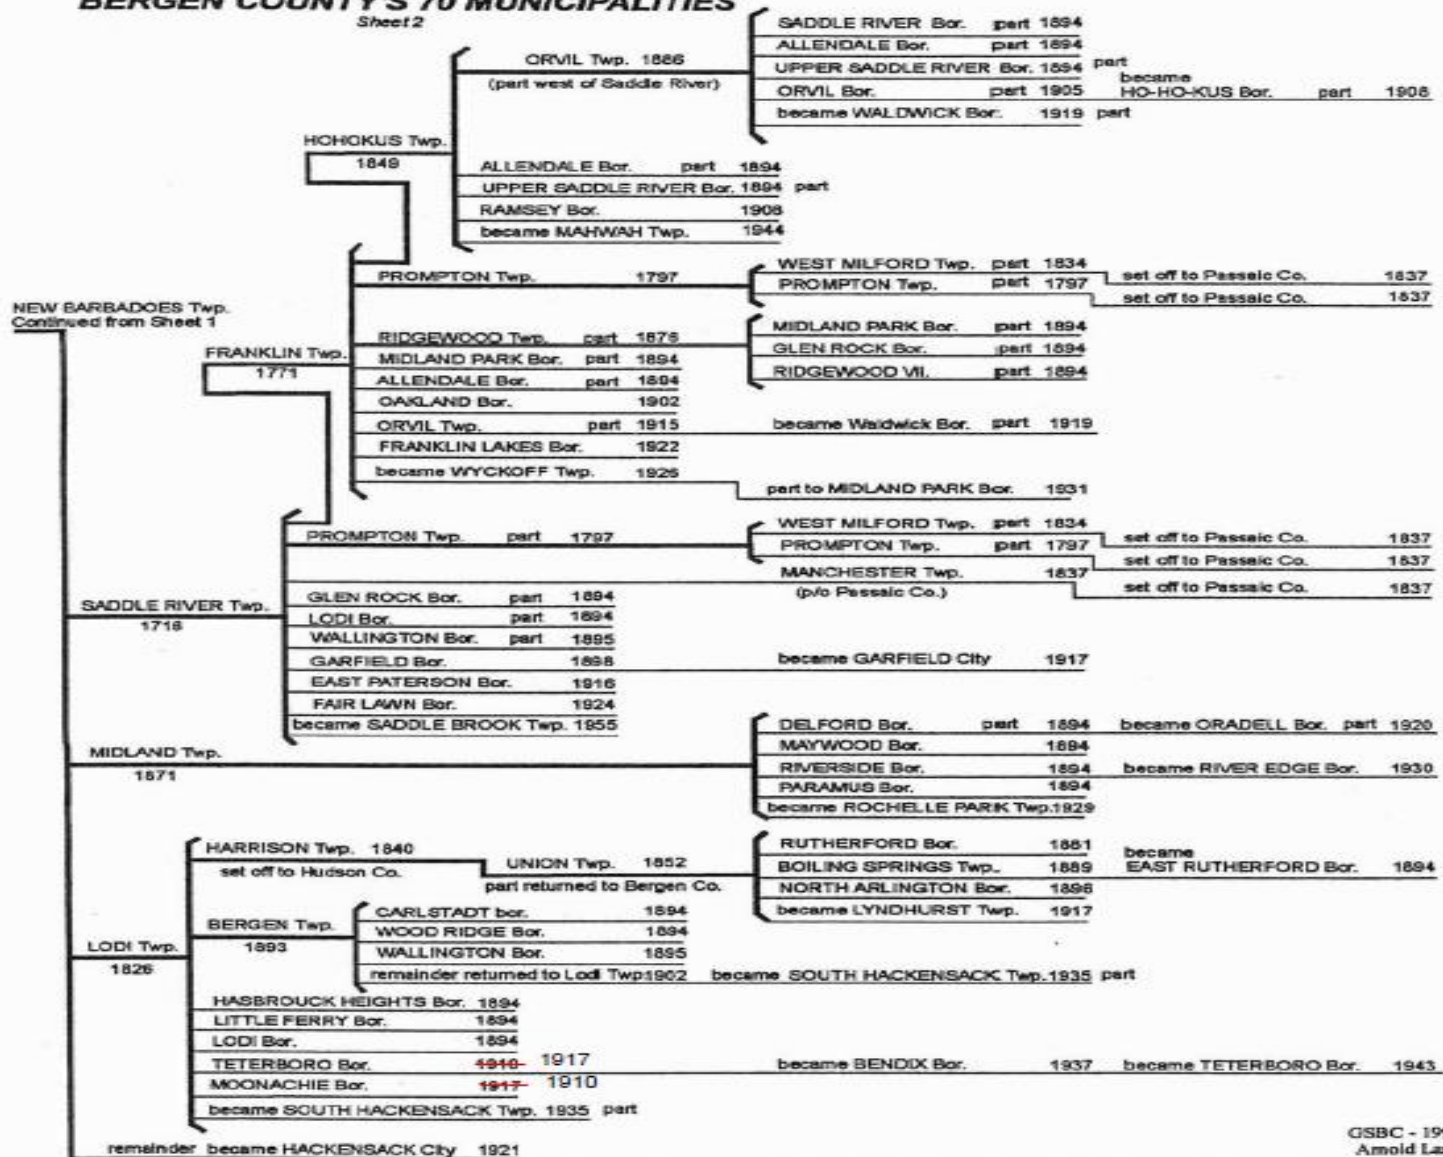 BERGEN COUNTY'S 70 MUNICIPALITIES
Sheet 2
SADDLE RIVER Bor. part 1894
ALLENDALE Bor. part 1894
ORVIL Twp. 1886
(part west of Saddle River)
UPPER SADDLE RIVER Bor. 1894 part
ORVIL Bor. part 1905 became HO-HO-KUS Bor. part 1908
became WALDWICK Bor. 1919 part
HOHOKUS Twp.
1849
ALLENDALE Bor. part 1894
UPPER SADDLE RIVER Bor. 1894 part
RAMSEY Bor. 1908
became MAHWAH Twp. 1944
WEST MILFORD Twp. part 1834 set off to Passaic Co. 1837
PROMPTON Twp. 1797
PROMPTON Twp. part 1797 set off to Passaic Co. 1837
NEW BARBADOES Twp.
Continued from Sheet 1
FRANKLIN Twp.
1771
RIDGEWOOD Twp. part 1876
MIDLAND PARK Bor. part 1894
GLEN ROCK Bor. part 1894
RIDGEWOOD Vil. part 1894
MIDLAND PARK Bor. part 1894
ALLENDALE Bor. part 1894
OAKLAND Bor. 1902
ORVIL Twp. part 1915 became Waldwick Bor. part 1919
FRANKLIN LAKES Bor. 1922
became WYCKOFF Twp. 1926
part to MIDLAND PARK Bor. 1931
WEST MILFORD Twp. part 1834 set off to Passaic Co. 1837
PROMPTON Twp. part 1797
PROMPTON Twp. part 1797 set off to Passaic Co. 1837
MANCHESTER Twp. 1837 set off to Passaic Co. 1837
(p/o Passaic Co.)
SADDLE RIVER Twp.
1716
GLEN ROCK Bor. part 1894
LODI Bor. part 1894
WALLINGTON Bor. part 1895
GARFIELD Bor. 1898 became GARFIELD City 1917
EAST PATERSON Bor. 1916
FAIR LAWN Bor. 1924
became SADDLE BROOK Twp. 1955
MIDLAND Twp.
1871
DELFORD Bor. part 1894 became ORADELL Bor. part 1920
MAYWOOD Bor. 1894
RIVERSIDE Bor. 1894 became RIVER EDGE Bor. 1930
PARAMUS Bor. 1894
became ROCHELLE PARK Twp. 1929
HARRISON Twp. 1840
set off to Hudson Co.
UNION Twp. 1852
part returned to Bergen Co.
RUTHERFORD Bor. 1881
BOILING SPRINGS Twp. 1889 became EAST RUTHERFORD Bor. 1894
NORTH ARLINGTON Bor. 1896
became LYNDHURST Twp. 1917
LODI Twp.
1826
BERGEN Twp.
1893
CARLSTADT bor. 1894
WOOD RIDGE Bor. 1894
WALLINGTON Bor. 1895
remainder returned to Lodi Twp 1902 became SOUTH HACKENSACK Twp. 1935 part
HASBROUCK HEIGHTS Bor. 1894
LITTLE FERRY Bor. 1894
LODI Bor. 1894
TETERBORO Bor. 1910 1917 became BENDIX Bor. 1937 became TETERBORO Bor. 1943
MOONACHIE Bor. 1917 1910
became SOUTH HACKENSACK Twp. 1935 part
remainder became HACKENSACK City 1921
GSBC - 19
Arnold La